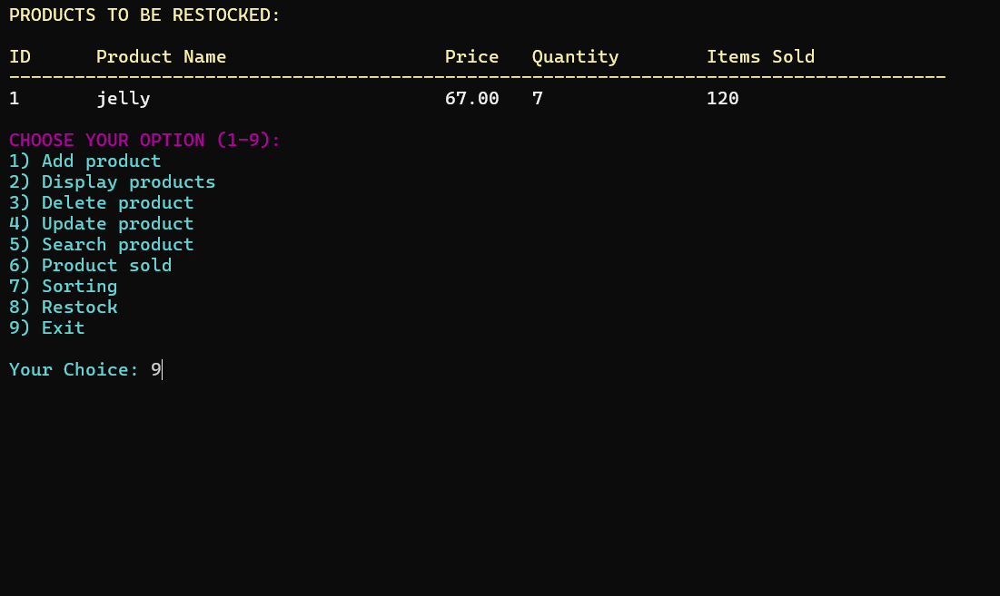 PRODUCTS TO BE RESTOCKED:
ID Product Name Price Quantity Items Sold
--------------------------------------------------------------------------------------
1 jelly 67.00 7 120
CHOOSE YOUR OPTION (1-9):
1) Add product
2) Display products
3) Delete product
4) Update product
5) Search product
6) Product sold
7) Sorting
8) Restock
9) Exit
Your Choice: 9